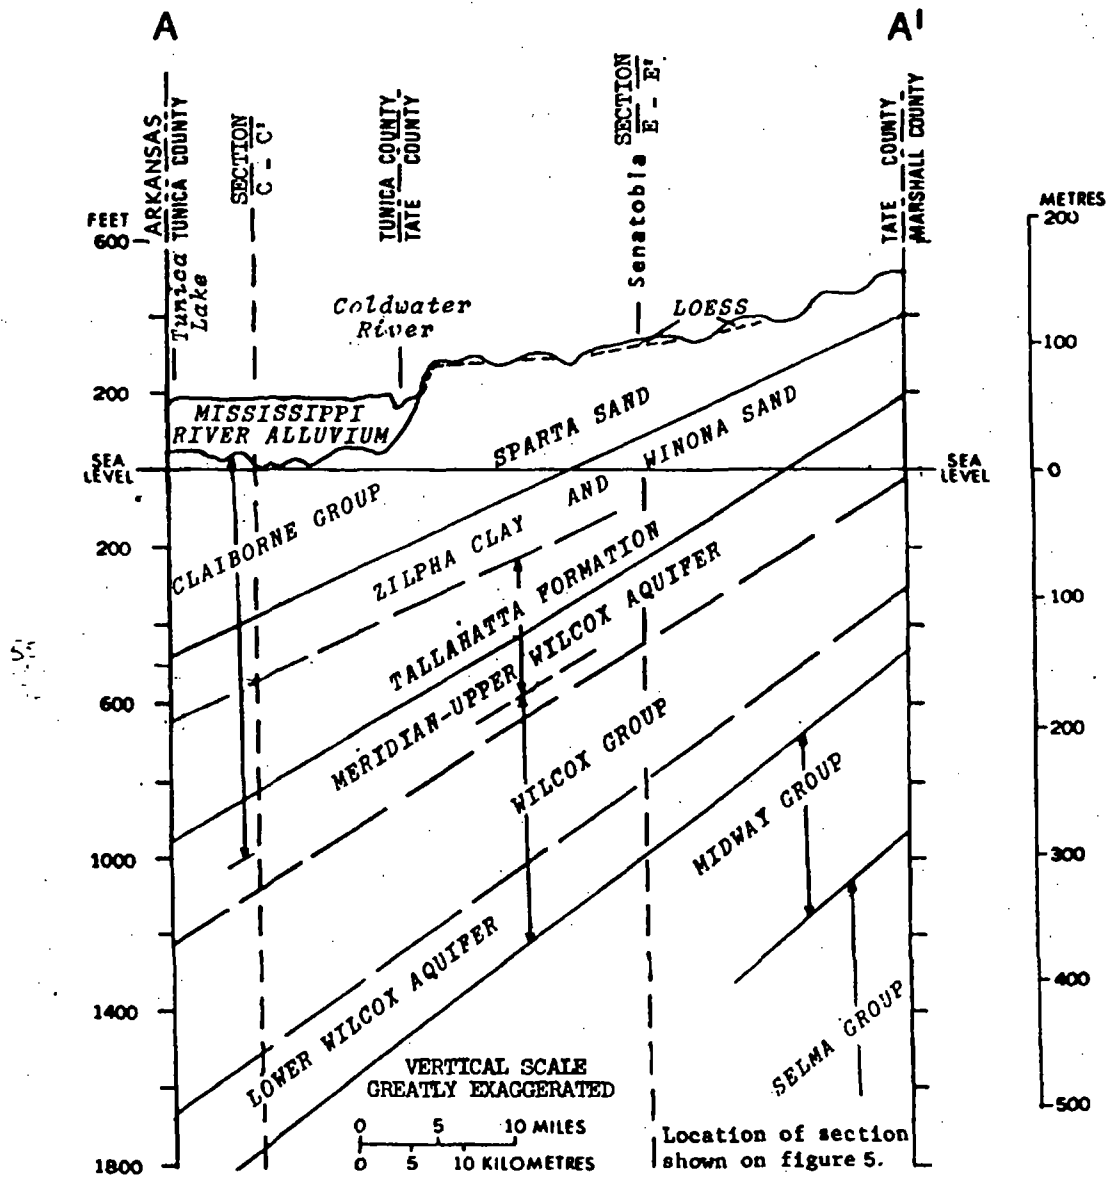 A
A'
ARKANSAS
TUNICA COUNTY
SECTION
C - C'
TUNICA COUNTY
TATE COUNTY
Senatobia
SECTION
E - E'
TATE COUNTY
MARSHALL COUNTY
FEET
600
METRES
200
Tunica
Lake
Coldwater
River
LOESS
100
200
MISSISSIPPI
RIVER ALLUVIUM
SPARTA SAND
WINONA SAND
SEA
LEVEL
SEA
LEVEL
0
CLAIBORNE GROUP
ZILPHA CLAY AND
200
TALLAHATTA FORMATION
100
MERIDIAN-UPPER WILCOX AQUIFER
600
200
WILCOX GROUP
MIDWAY GROUP
1000
300
LOWER WILCOX AQUIFER
400
1400
SELMA GROUP
VERTICAL SCALE
GREATLY EXAGGERATED
500
0 5 10 MILES
0 5 10 KILOMETRES
Location of section
shown on figure 5.
1800